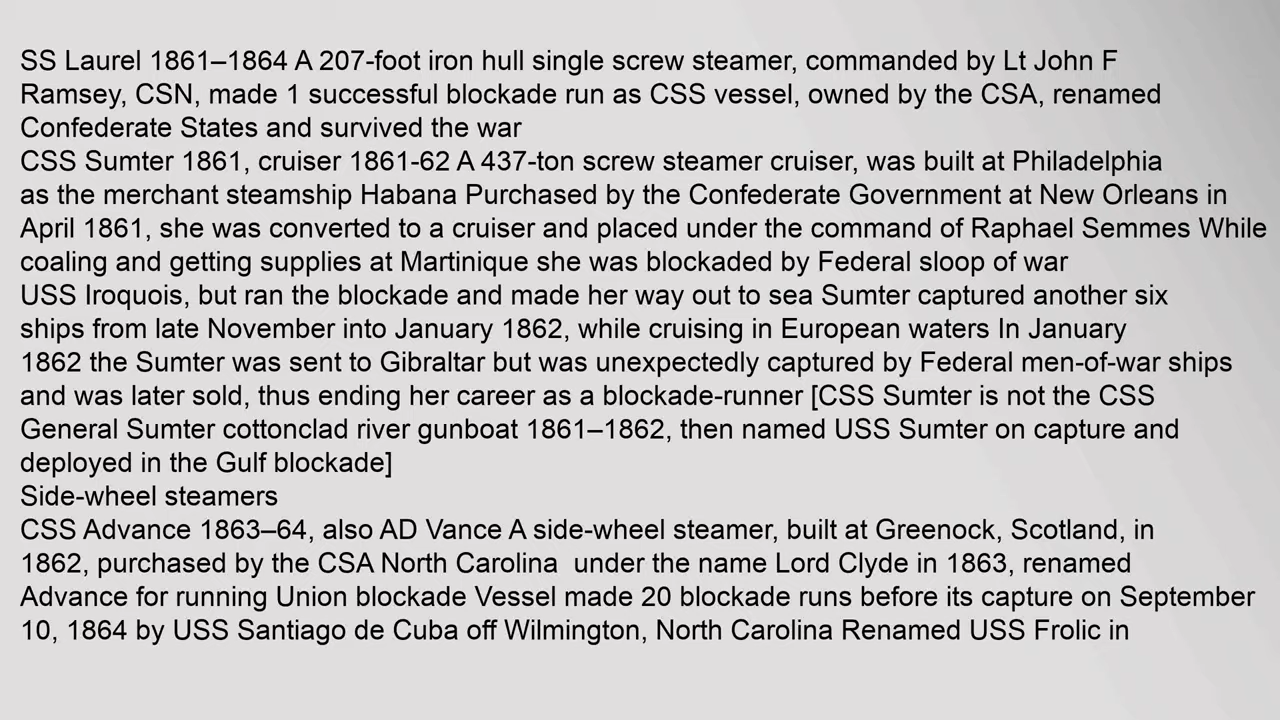 SS Laurel 1861–1864 A 207-foot iron hull single screw steamer, commanded by Lt John F
Ramsey, CSN, made 1 successful blockade run as CSS vessel, owned by the CSA, renamed
Confederate States and survived the war
CSS Sumter 1861, cruiser 1861-62 A 437-ton screw steamer cruiser, was built at Philadelphia
as the merchant steamship Habana Purchased by the Confederate Government at New Orleans in
April 1861, she was converted to a cruiser and placed under the command of Raphael Semmes While
coaling and getting supplies at Martinique she was blockaded by Federal sloop of war
USS Iroquois, but ran the blockade and made her way out to sea Sumter captured another six
ships from late November into January 1862, while cruising in European waters In January
1862 the Sumter was sent to Gibraltar but was unexpectedly captured by Federal men-of-war ships
and was later sold, thus ending her career as a blockade-runner [CSS Sumter is not the CSS
General Sumter cottonclad river gunboat 1861–1862, then named USS Sumter on capture and
deployed in the Gulf blockade]
Side-wheel steamers
CSS Advance 1863–64, also AD Vance A side-wheel steamer, built at Greenock, Scotland, in
1862, purchased by the CSA North Carolina  under the name Lord Clyde in 1863, renamed
Advance for running Union blockade Vessel made 20 blockade runs before its capture on September
10, 1864 by USS Santiago de Cuba off Wilmington, North Carolina Renamed USS Frolic in